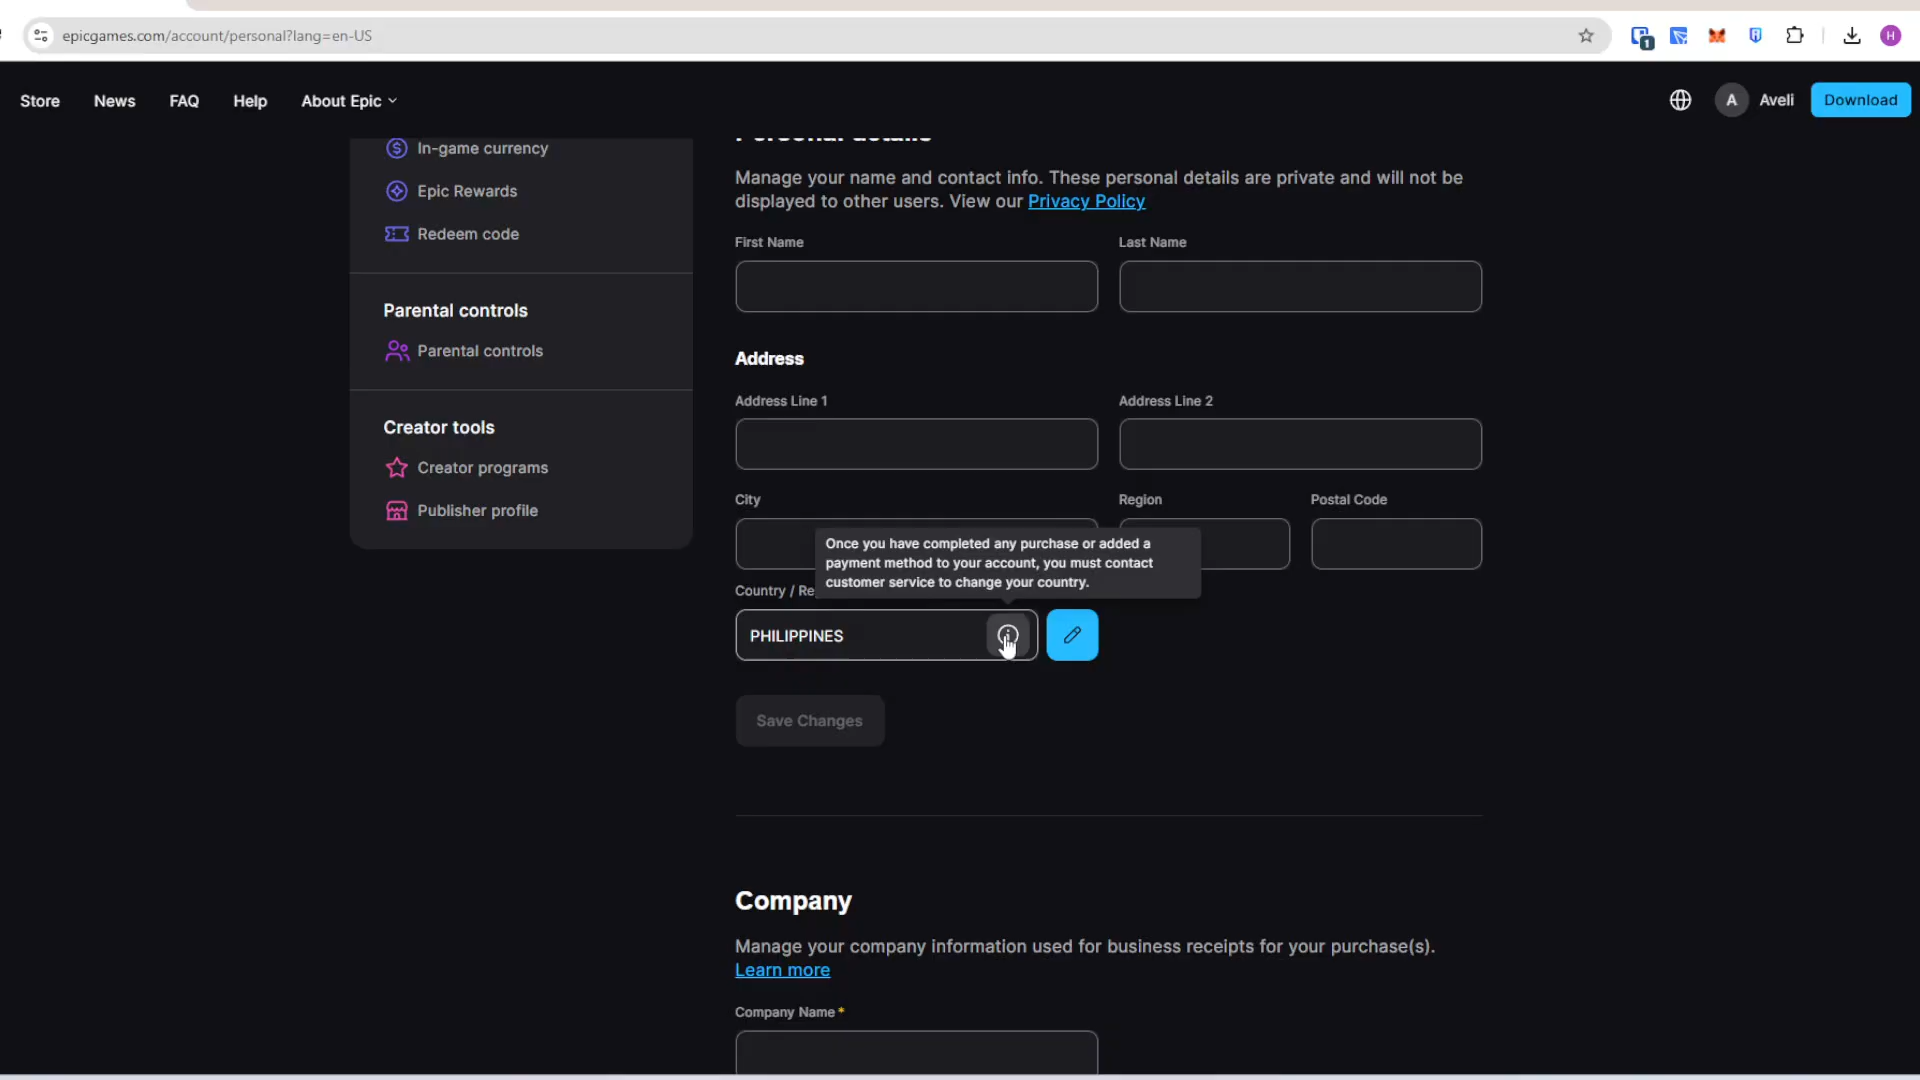 epicgames.com/account/personal?lang=en-US
1
H
Store
News
FAQ
Help
About Epic
A
Aveli
Download
In-game currency
Epic Rewards
Redeem code
Parental controls
Parental controls
Creator tools
Creator programs
Publisher profile
Personal details
Manage your name and contact info. These personal details are private and will not be
displayed to other users. View our Privacy Policy
First Name
Last Name
Address
Address Line 1
Address Line 2
City
Region
Postal Code
Once you have completed any purchase or added a
payment method to your account, you must contact
customer service to change your country.
Country / Re
PHILIPPINES
Save Changes
Company
Manage your company information used for business receipts for your purchase(s).
Learn more
Company Name*